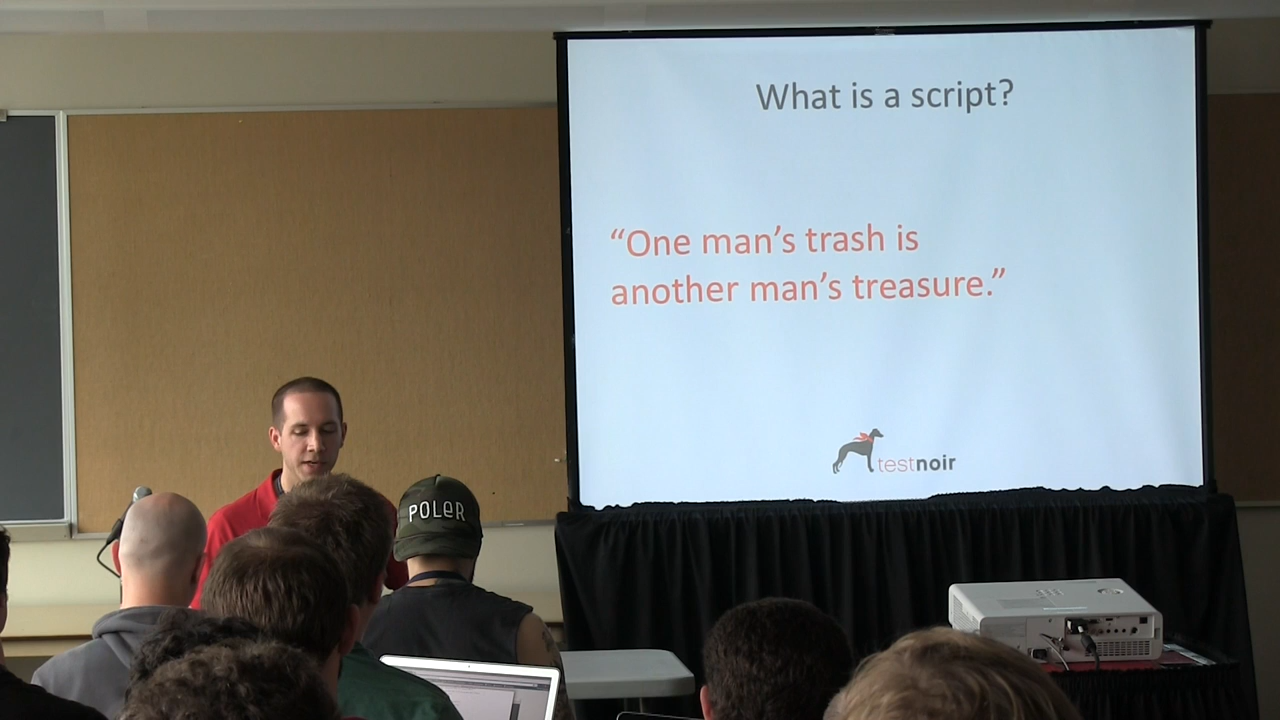 What is a script?
“One man’s trash is
another man’s treasure.”
testnoir
POLeR